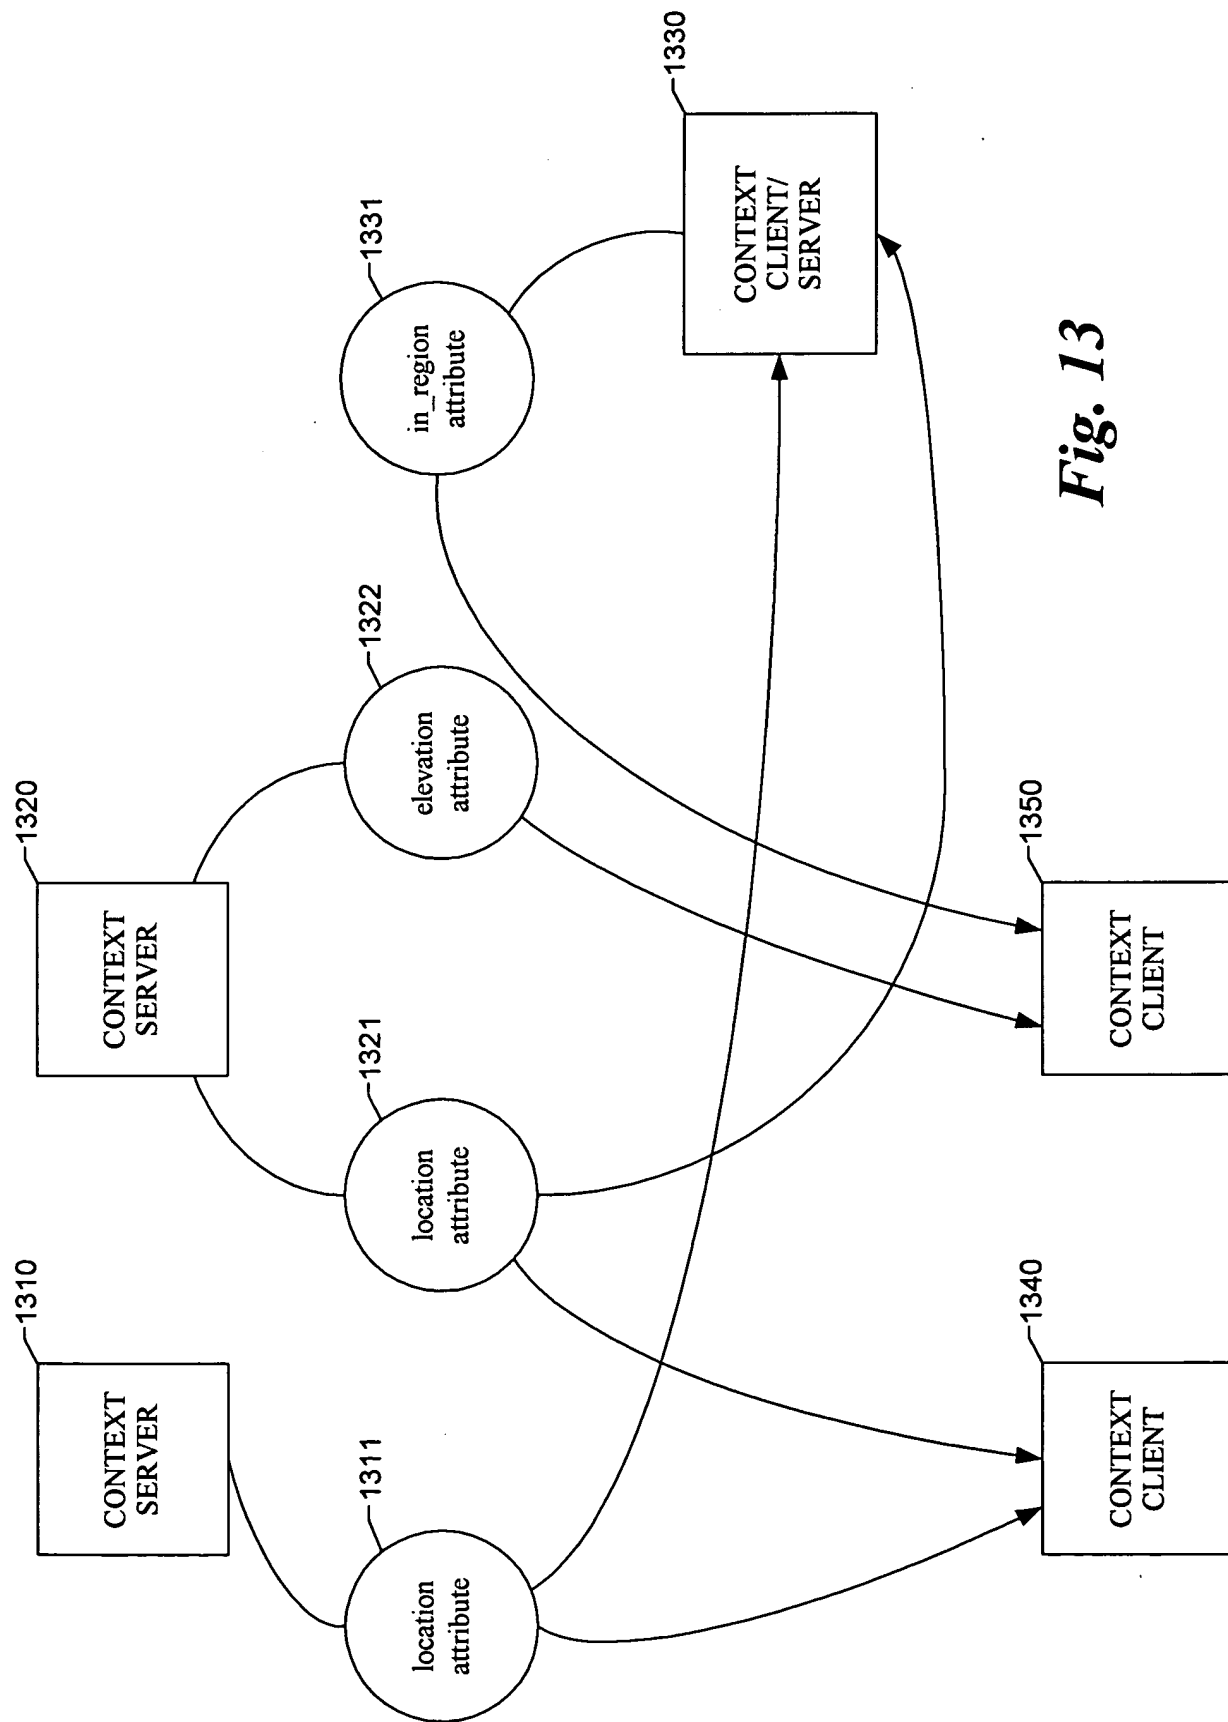 1310
CONTEXT
SERVER
1320
CONTEXT
SERVER
1311
location
attribute
1321
location
attribute
1322
elevation
attribute
1331
in_region
attribute
1330
CONTEXT
CLIENT/
SERVER
1340
CONTEXT
CLIENT
1350
CONTEXT
CLIENT
Fig. 13